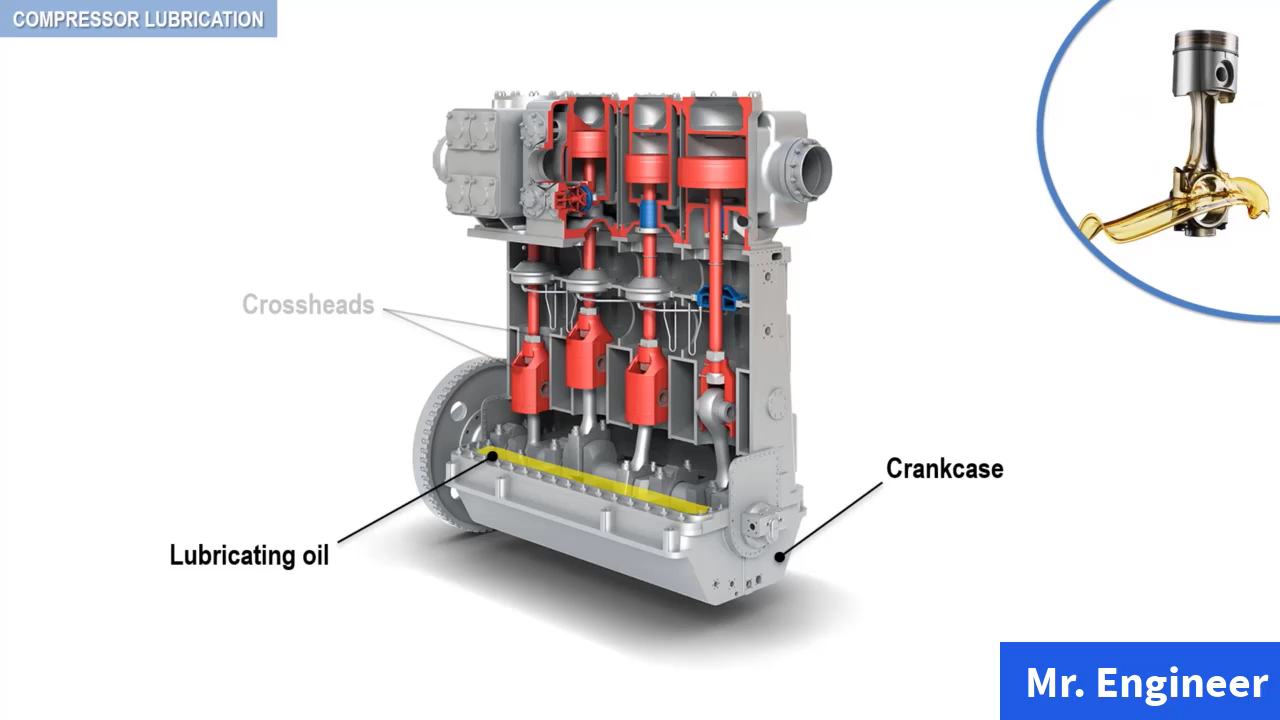 COMPRESSOR LUBRICATION
Crossheads
Crankcase
Lubricating oil
Mr. Engineer